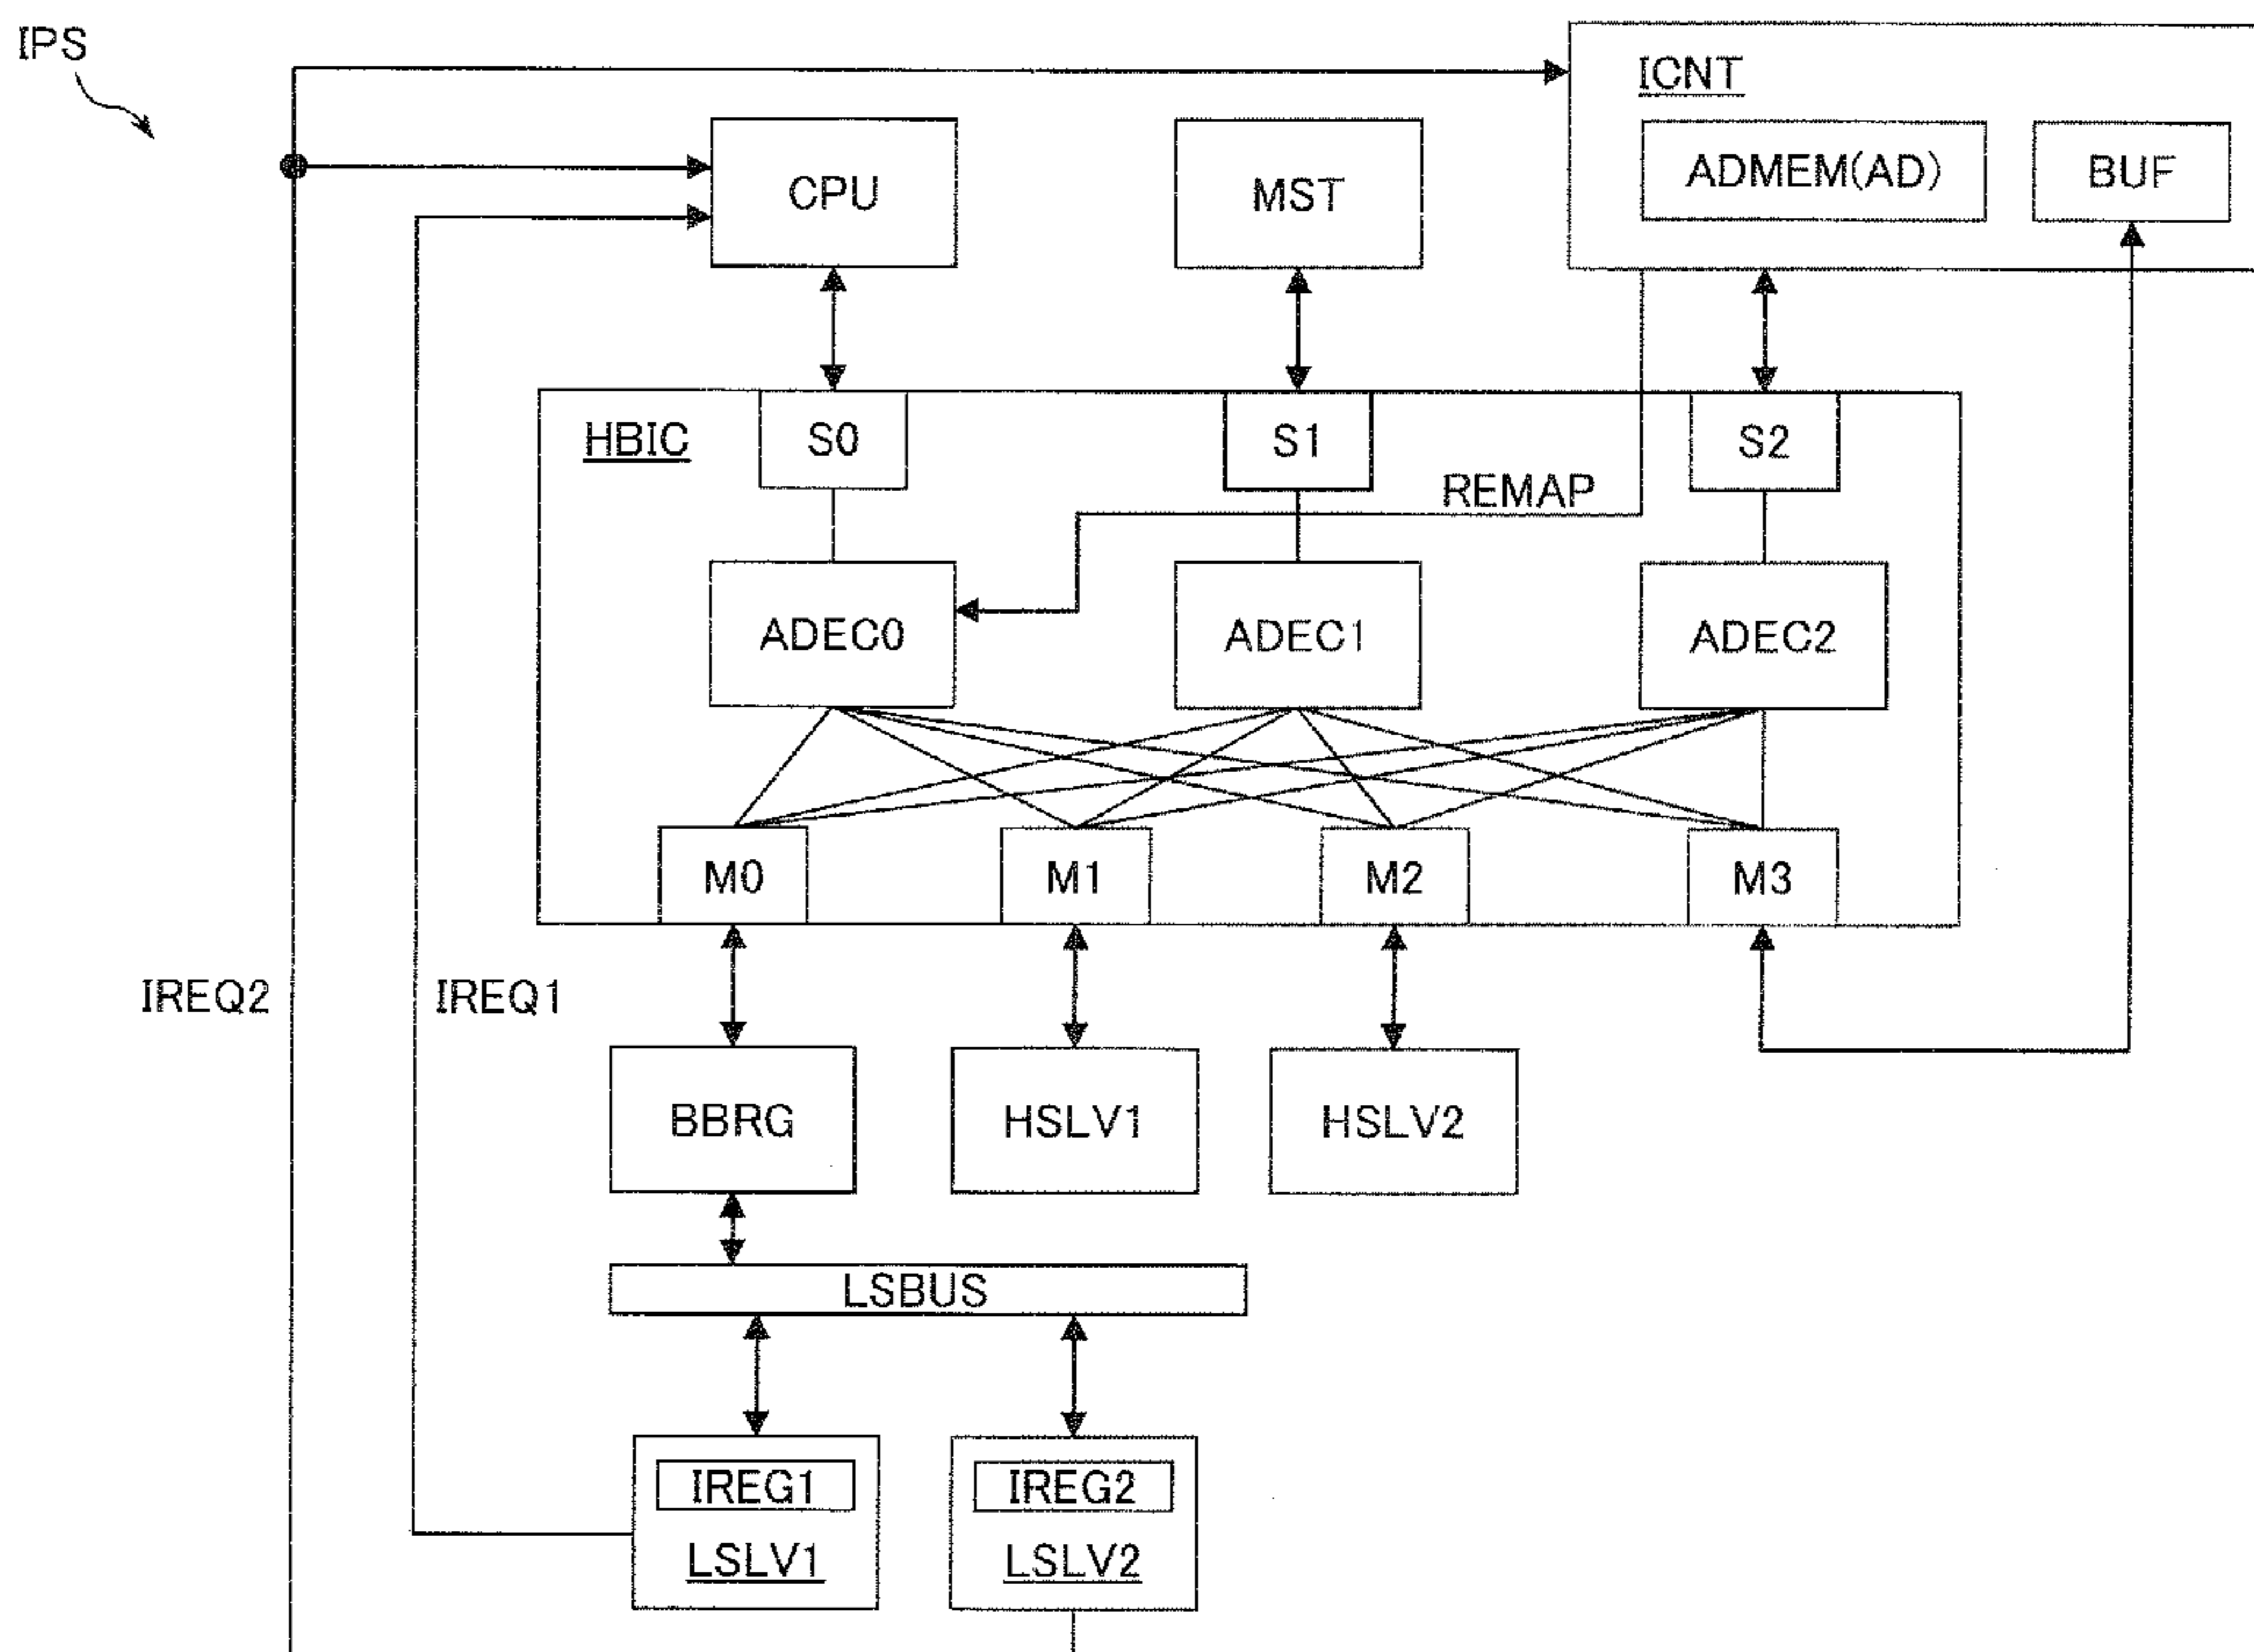 IPS
ICNT
CPU
MST
ADMEM(AD)
BUF
HBIC
S0
S1
S2
REMAP
ADEC0
ADEC1
ADEC2
M0
M1
M2
M3
IREQ2
IREQ1
BBRG
HSLV1
HSLV2
LSBUS
IREG1
IREG2
LSLV1
LSLV2